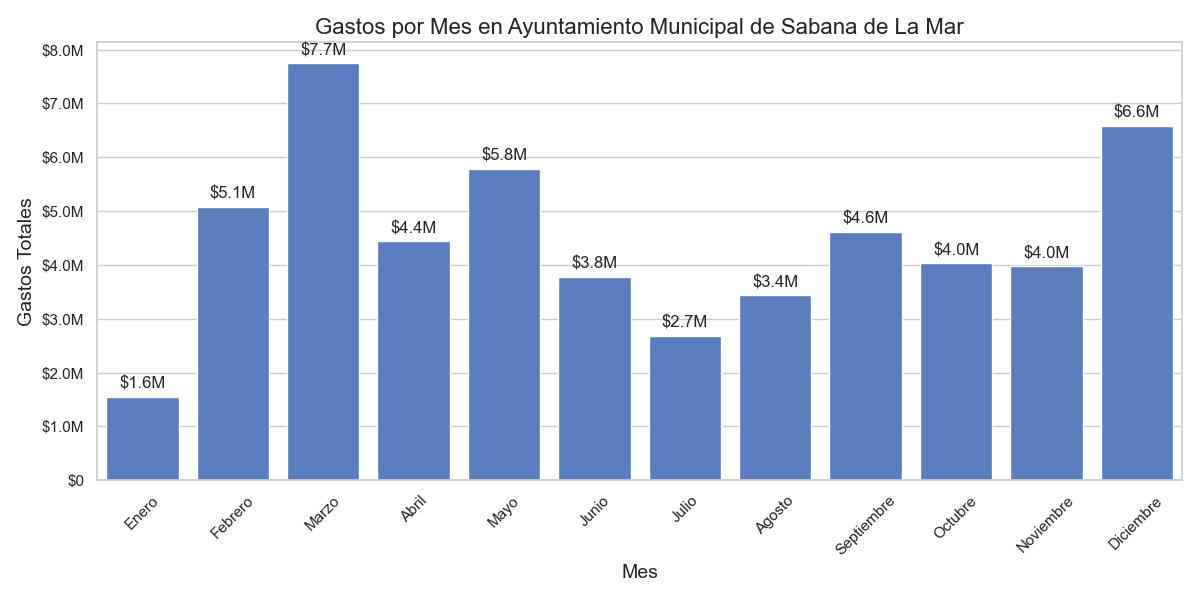 Gastos por Mes en Ayuntamiento Municipal de Sabana de La Mar
Gastos Totales
$8.0M
$7.0M
$6.0M
$5.0M
$4.0M
$3.0M
$2.0M
$1.0M
$0
$1.6M
$5.1M
$7.7M
$4.4M
$5.8M
$3.8M
$2.7M
$3.4M
$4.6M
$4.0M
$4.0M
$6.6M
Enero
Febrero
Marzo
Abril
Mayo
Junio
Julio
Agosto
Septiembre
Octubre
Noviembre
Diciembre
Mes